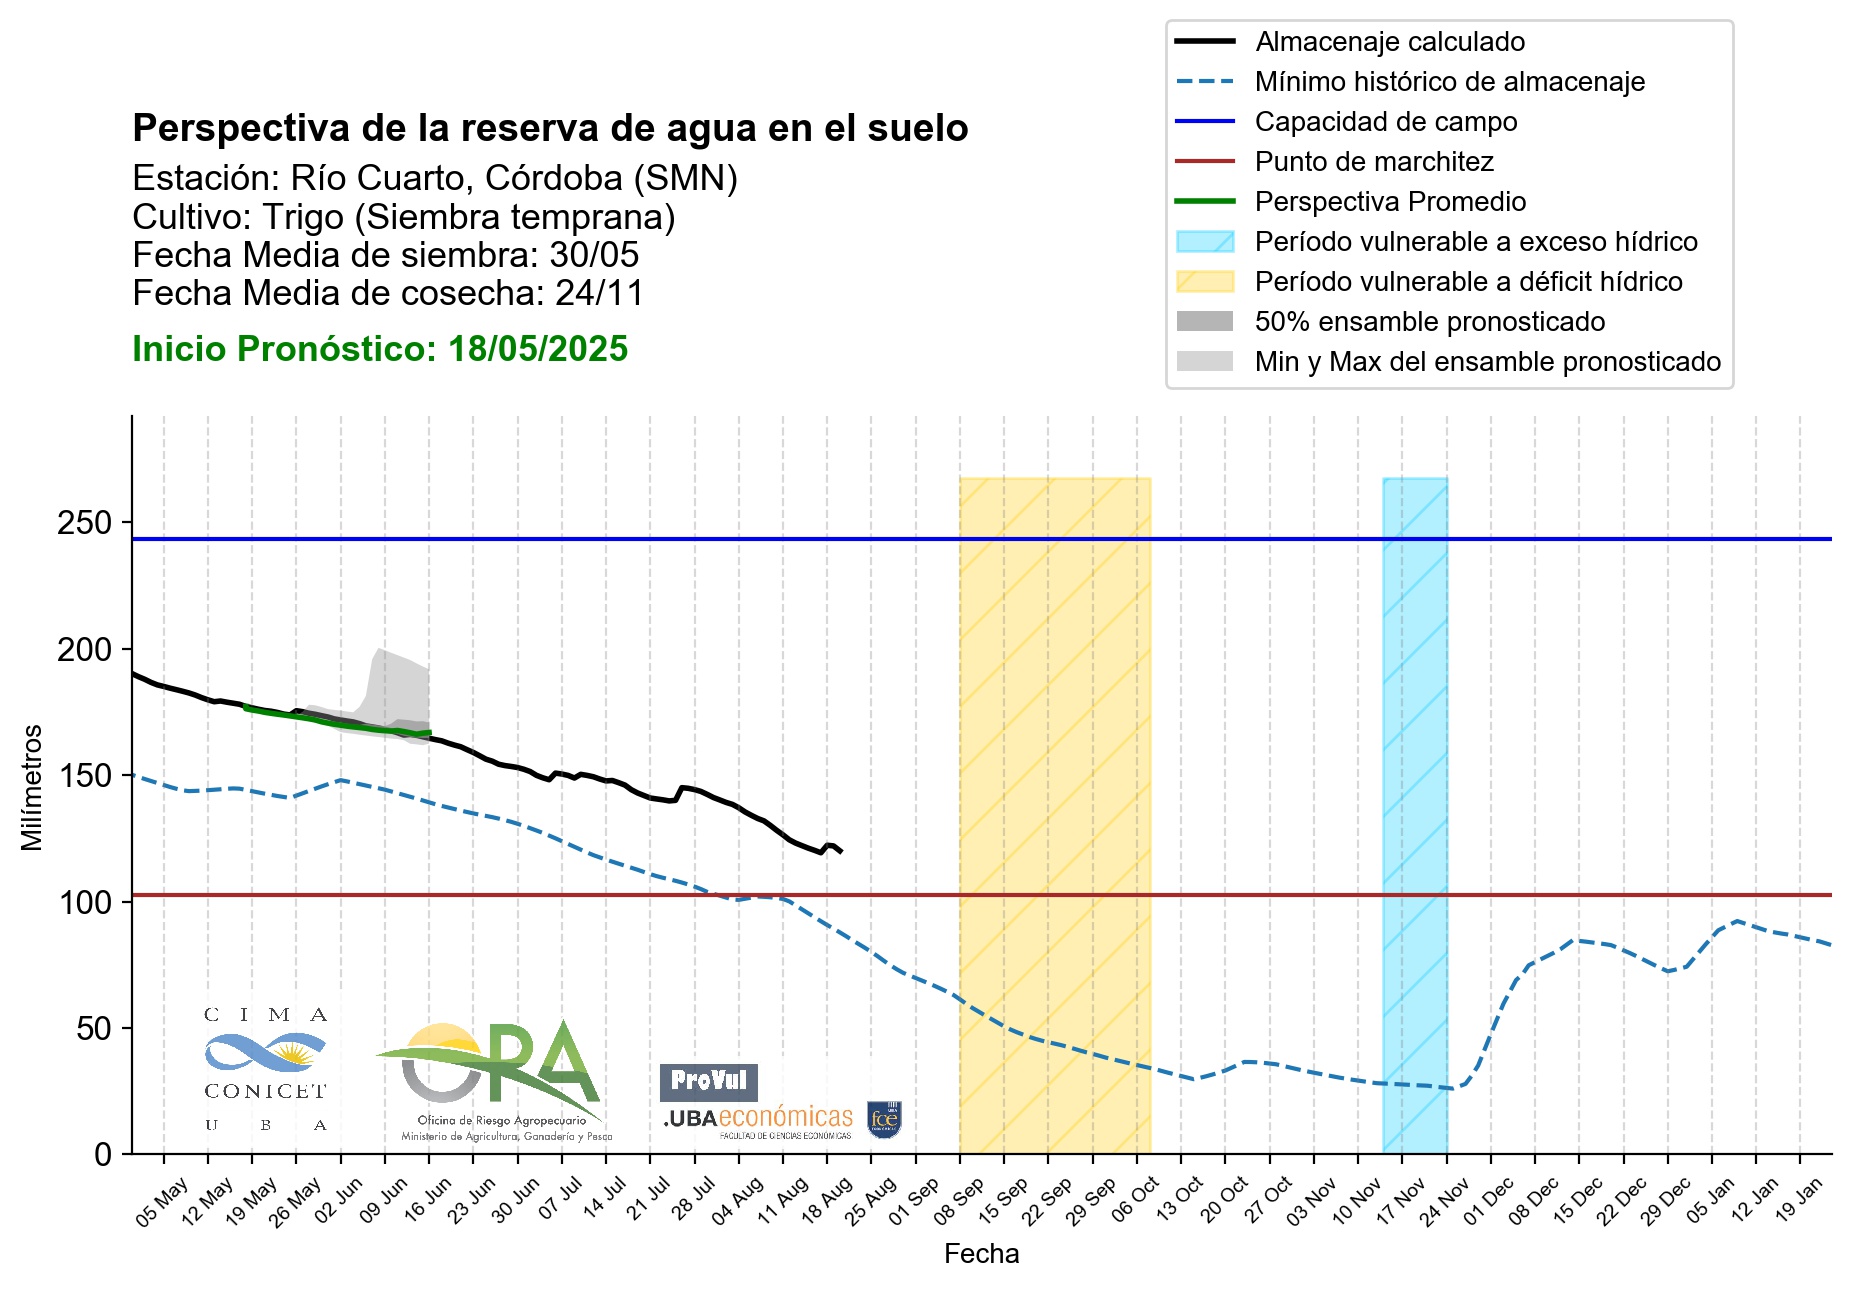 Almacenaje calculado
Mínimo histórico de almacenaje
Capacidad de campo
Punto de marchitez
Perspectiva Promedio
Período vulnerable a exceso hídrico
Período vulnerable a déficit hídrico
50% ensamble pronosticado
Min y Max del ensamble pronosticado
Perspectiva de la reserva de agua en el suelo
Estación: Río Cuarto, Córdoba (SMN)
Cultivo: Trigo (Siembra temprana)
Fecha Media de siembra: 30/05
Fecha Media de cosecha: 24/11
Inicio Pronóstico: 18/05/2025
Milímetros
250
200
150
100
50
0
CIMA
CONICET
UBA
ORA
Oficina de Riesgo Agropecuario
Ministerio de Agricultura, Ganadería y Pesca
ProVul
.UBAeconómicas
FACULTAD DE CIENCIAS ECONÓMICAS
UBA
fce
05 May
12 May
19 May
26 May
02 Jun
09 Jun
16 Jun
23 Jun
30 Jun
07 Jul
14 Jul
21 Jul
28 Jul
04 Aug
11 Aug
18 Aug
25 Aug
01 Sep
08 Sep
15 Sep
22 Sep
29 Sep
06 Oct
13 Oct
20 Oct
27 Oct
03 Nov
10 Nov
17 Nov
24 Nov
01 Dec
08 Dec
15 Dec
22 Dec
29 Dec
05 Jan
12 Jan
19 Jan
Fecha